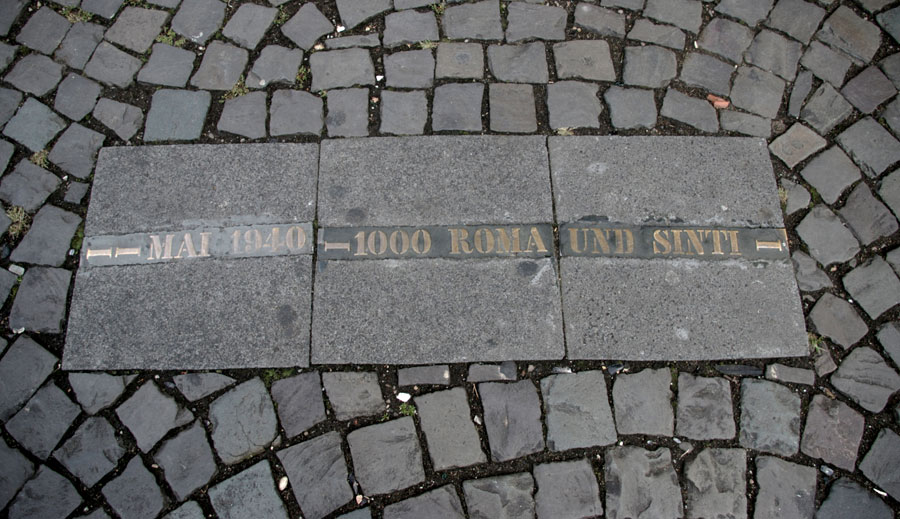 MAI 1940 – 1000 ROMA UND SINTI